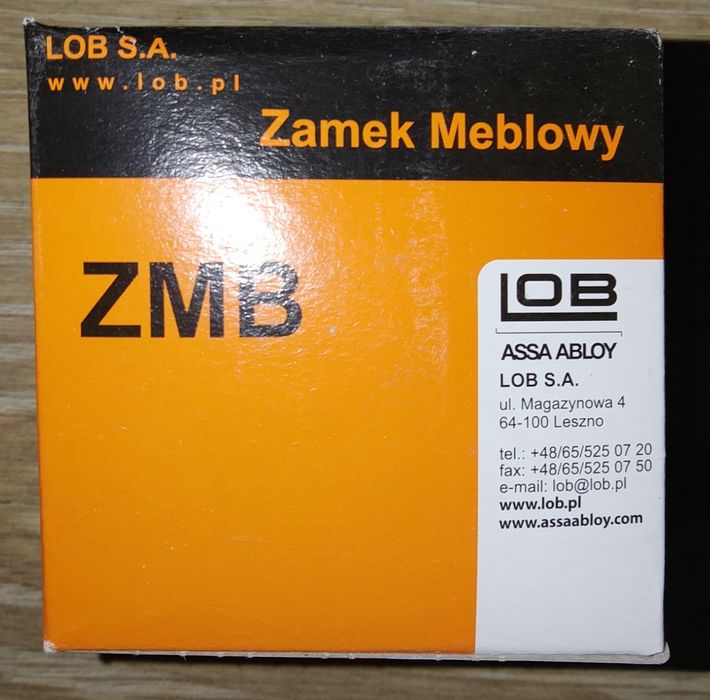 LOB S.A.
www.lob.pl
Zamek Meblowy
ZMB
LOB
ASSA ABLOY
LOB S.A.
ul. Magazynowa 4
64-100 Leszno
tel.: +48/65/525 07 20
fax: +48/65/525 07 50
e-mail: lob@lob.pl
www.lob.pl
www.assaabloy.com